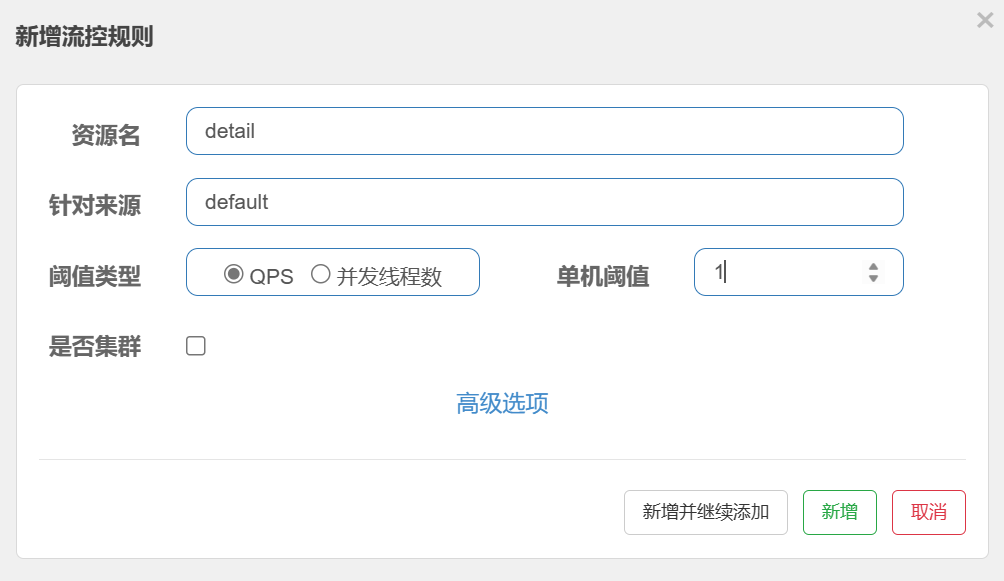 新增流控规则
资源名 detail
针对来源 default
阈值类型 QPS 并发线程数 单机阈值 1
是否集群
高级选项
新增并继续添加 新增 取消